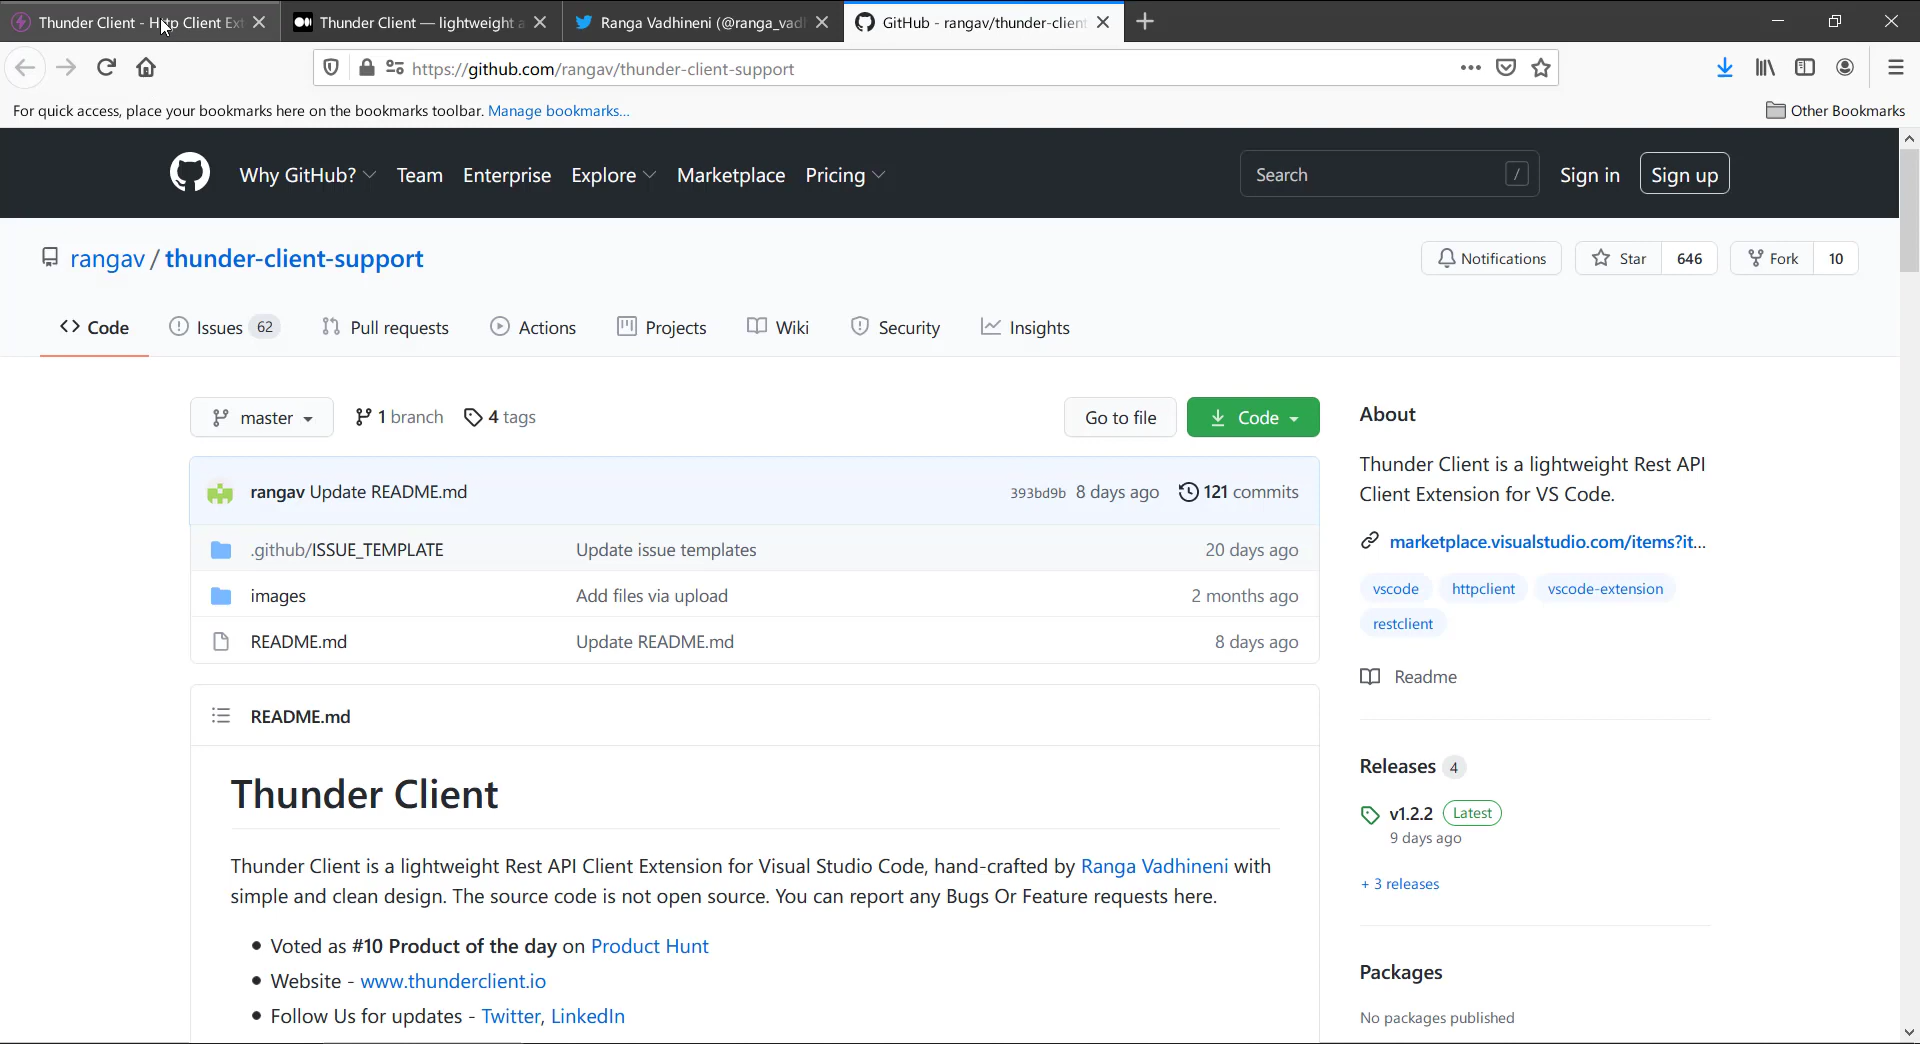 Thunder Client - Http Client Ext
Thunder Client — lightweight a
Ranga Vadhineni (@ranga_vad
GitHub - rangav/thunder-client
https://github.com/rangav/thunder-client-support
For quick access, place your bookmarks here on the bookmarks toolbar. Manage bookmarks...
Other Bookmarks
Why GitHub? Team Enterprise Explore Marketplace Pricing
Search /
Sign in Sign up
rangav / thunder-client-support
Notifications Star 646 Fork 10
Code Issues 62 Pull requests Actions Projects Wiki Security Insights
master 1 branch 4 tags
Go to file Code
rangav Update README.md 393bd9b 8 days ago 121 commits
.github/ISSUE_TEMPLATE Update issue templates 20 days ago
images Add files via upload 2 months ago
README.md Update README.md 8 days ago
README.md
Thunder Client
Thunder Client is a lightweight Rest API Client Extension for Visual Studio Code, hand-crafted by Ranga Vadhineni with
simple and clean design. The source code is not open source. You can report any Bugs Or Feature requests here.
Voted as #10 Product of the day on Product Hunt
Website - www.thunderclient.io
Follow Us for updates - Twitter, LinkedIn
About
Thunder Client is a lightweight Rest API
Client Extension for VS Code.
marketplace.visualstudio.com/items?it...
vscode httpclient vscode-extension
restclient
Readme
Releases 4
v1.2.2 Latest
9 days ago
+ 3 releases
Packages
No packages published